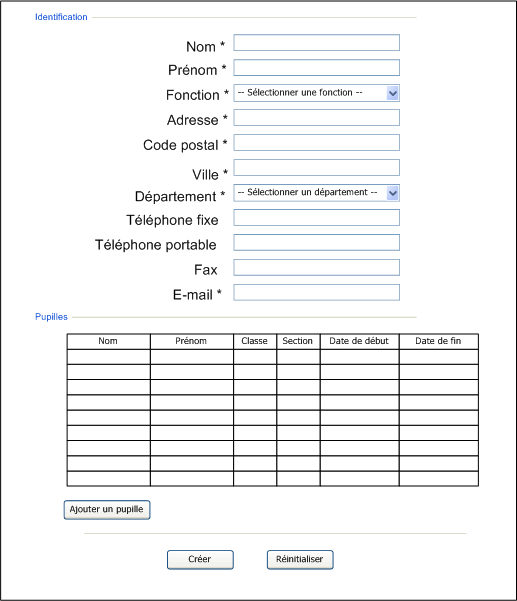 Identification
Nom *
Prénom *
Fonction * -- Sélectionner une fonction --
Adresse *
Code postal *
Ville *
Département * -- Sélectionner un département --
Téléphone fixe
Téléphone portable
Fax
E-mail *
Pupilles
Nom Prénom Classe Section Date de début Date de fin
Ajouter un pupille
Créer Réinitialiser